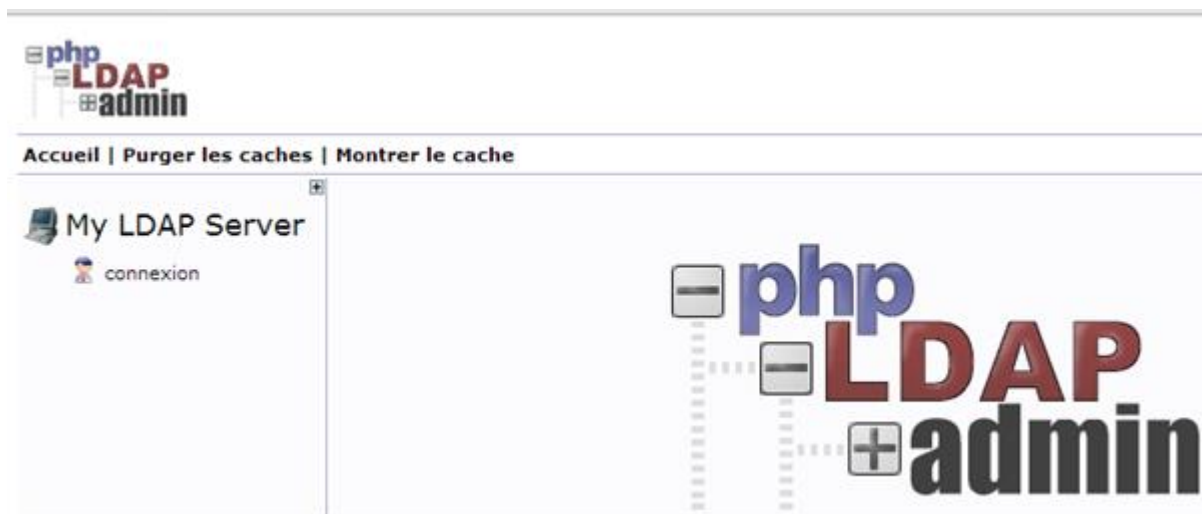 php
LDAP
admin
Accueil | Purger les caches | Montrer le cache
My LDAP Server
connexion
php
LDAP
admin